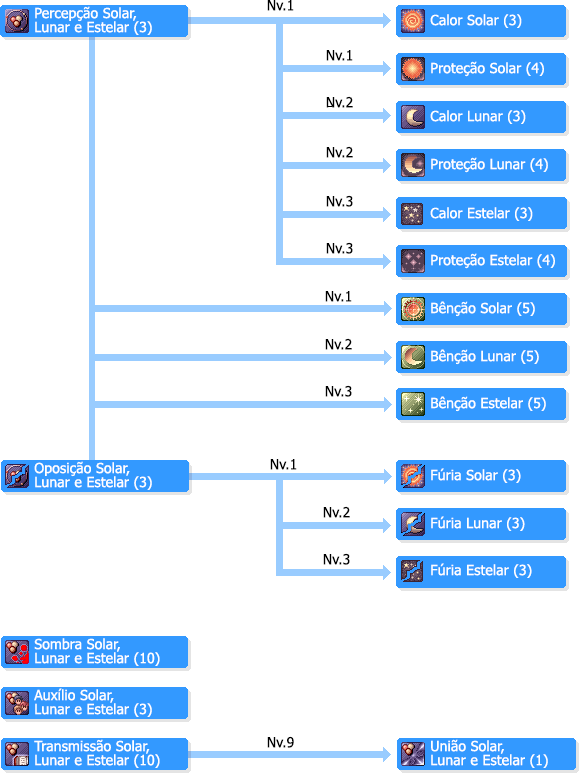 Percepção Solar,
Lunar e Estelar (3)
Nv.1
Calor Solar (3)
Nv.1
Proteção Solar (4)
Nv.2
Calor Lunar (3)
Nv.2
Proteção Lunar (4)
Nv.3
Calor Estelar (3)
Nv.3
Proteção Estelar (4)
Nv.1
Bênção Solar (5)
Nv.2
Bênção Lunar (5)
Nv.3
Bênção Estelar (5)
Oposição Solar,
Lunar e Estelar (3)
Nv.1
Fúria Solar (3)
Nv.2
Fúria Lunar (3)
Nv.3
Fúria Estelar (3)
Sombra Solar,
Lunar e Estelar (10)
Auxílio Solar,
Lunar e Estelar (3)
Transmissão Solar,
Lunar e Estelar (10)
Nv.9
União Solar,
Lunar e Estelar (1)